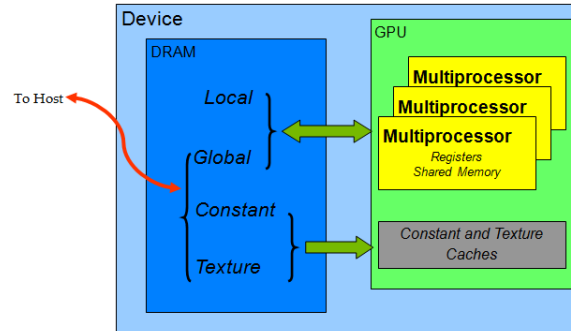 Device
DRAM
GPU
To Host
Local
Global
Constant
Texture
Multiprocessor
Multiprocessor
Multiprocessor
Registers
Shared Memory
Constant and Texture
Caches